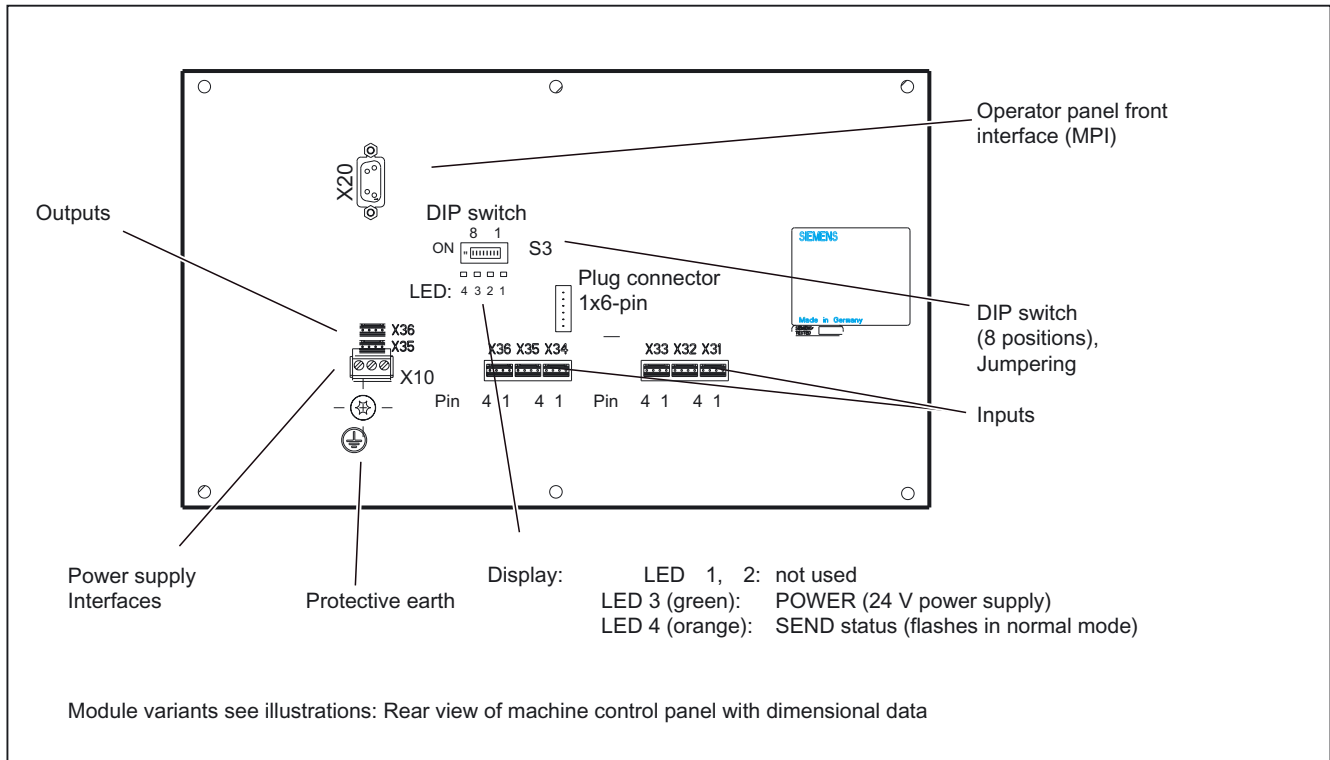 Operator panel front
interface (MPI)
X20
Outputs
DIP switch
8 1
ON
S3
SIEMENS
LED: 4 3 2 1
Plug connector
1x6-pin
Made in Germany
DIP switch
(8 positions),
Jumpering
X36
X35
X36 X35 X34
X33 X32 X31
X10
Pin 4 1 4 1 Pin 4 1 4 1
Inputs
Power supply
Interfaces
Protective earth
Display: LED 1, 2: not used
LED 3 (green): POWER (24 V power supply)
LED 4 (orange): SEND status (flashes in normal mode)
Module variants see illustrations: Rear view of machine control panel with dimensional data